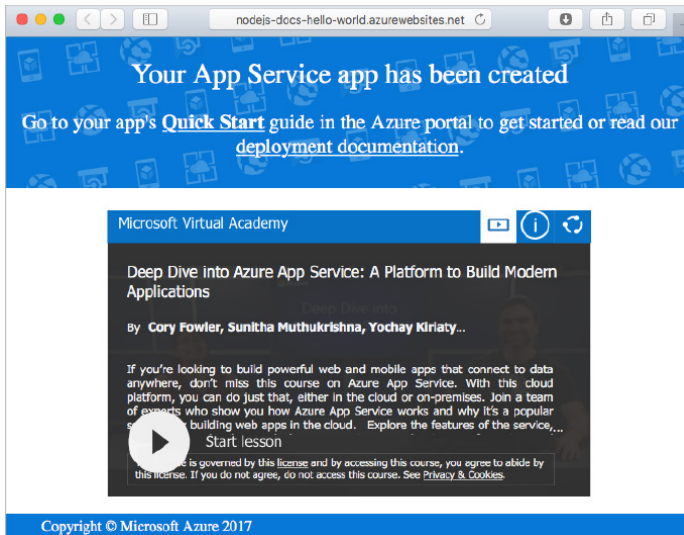 nodejs-docs-hello-world.azurewebsites.net
Your App Service app has been created
Go to your app's Quick Start guide in the Azure portal to get started or read our
deployment documentation.
Microsoft Virtual Academy
Deep Dive into Azure App Service: A Platform to Build Modern
Applications
By Cory Fowler, Sunitha Muthukrishna, Yochay Kiriaty...
If you're looking to build powerful web and mobile apps that connect to data
anywhere, don't miss this course on Azure App Service. With this cloud
platform, you can do just that, either in the cloud or on-premises. Join a team
of experts who show you how Azure App Service works and why it's a popular
building web apps in the cloud. Explore the features of the service,...
Start lesson
is governed by this license and by accessing this course, you agree to abide by
this license. If you do not agree, do not access this course. See Privacy & Cookies.
Copyright © Microsoft Azure 2017